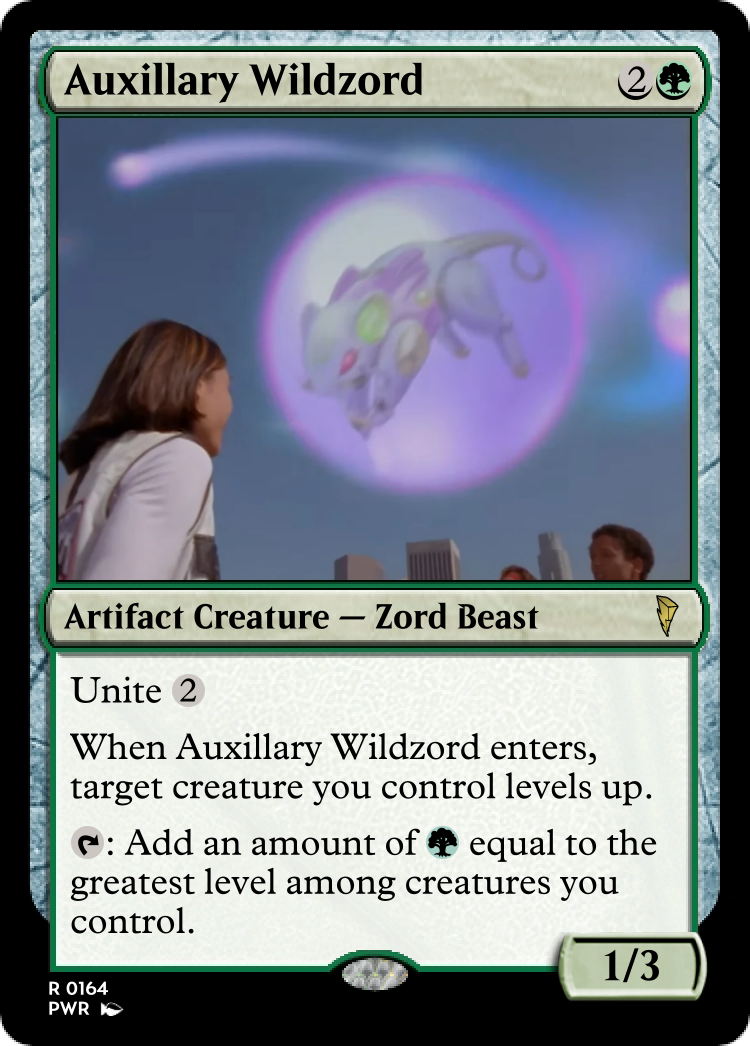 Auxillary Wildzord 2
Artifact Creature — Zord Beast
Unite 2
When Auxillary Wildzord enters,
target creature you control levels up.
: Add an amount of equal to the
greatest level among creatures you
control.
1/3
R 0164
PWR